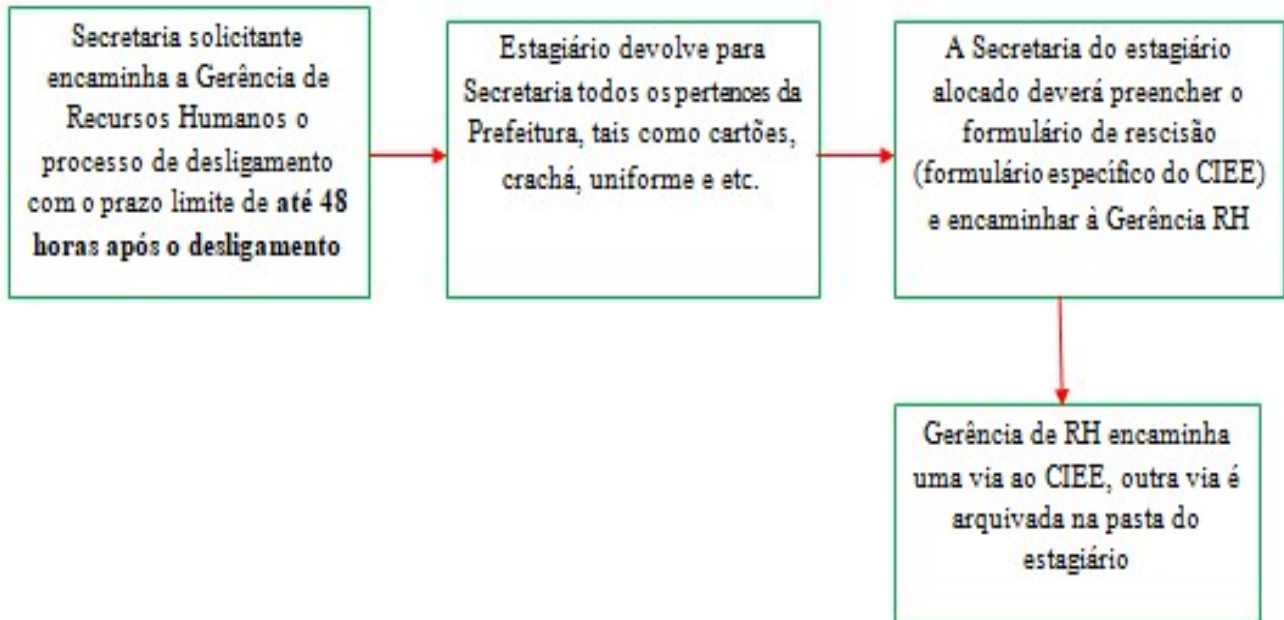 Secretaria solicitante
encaminha a Gerência de
Recursos Humanos o
processo de desligamento
com o prazo limite de até 48
horas após o desligamento
Estagiário devolve para
Secretaria todos os pertences da
Prefeitura, tais como cartões,
crachá, uniforme e etc.
A Secretaria do estagiário
alocado deverá preencher o
formulário de rescisão
(formulário específico do CIEE)
e encaminhar à Gerência RH
Gerência de RH encaminha
uma via ao CIEE, outra via é
arquivada na pasta do
estagiário